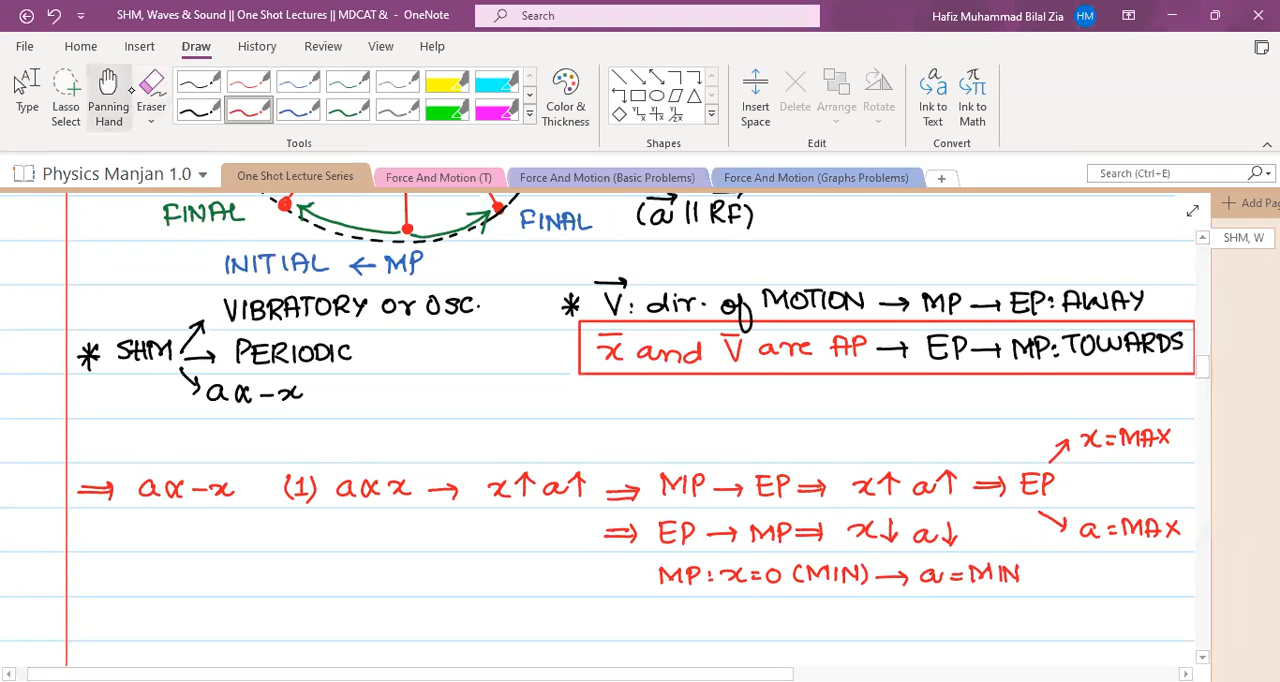 SHM, Waves & Sound || One Shot Lectures || MDCAT & - OneNote
Search
Hafiz Muhammad Bilal Zia HM
File Home Insert Draw History Review View Help
Type Lasso Select Panning Hand Eraser
Color & Thickness
Insert Space Delete Arrange Rotate
Ink to Text Ink to Math
Tools Shapes Edit Convert
Physics Manjan 1.0 One Shot Lecture Series Force And Motion (T) Force And Motion (Basic Problems) Force And Motion (Graphs Problems) Search (Ctrl+E)
Add Pag
SHM, W
FINAL FINAL (a⃗ || RF⃗)
INITIAL ← MP
VIBRATORY or OSC.
* V⃗: dir. of MOTION → MP → EP: AWAY
* SHM → PERIODIC
x̄ and V̄ are AP → EP → MP: TOWARDS
a ∝ -x
x = MAX
⇒ a ∝ -x (1) a ∝ x → x↑ a↑ ⇒ MP → EP ⇒ x↑ a↑ ⇒ EP
⇒ EP → MP ⇒ x↓ a↓
a = MAX
MP: x = 0 (MIN) → a = MIN